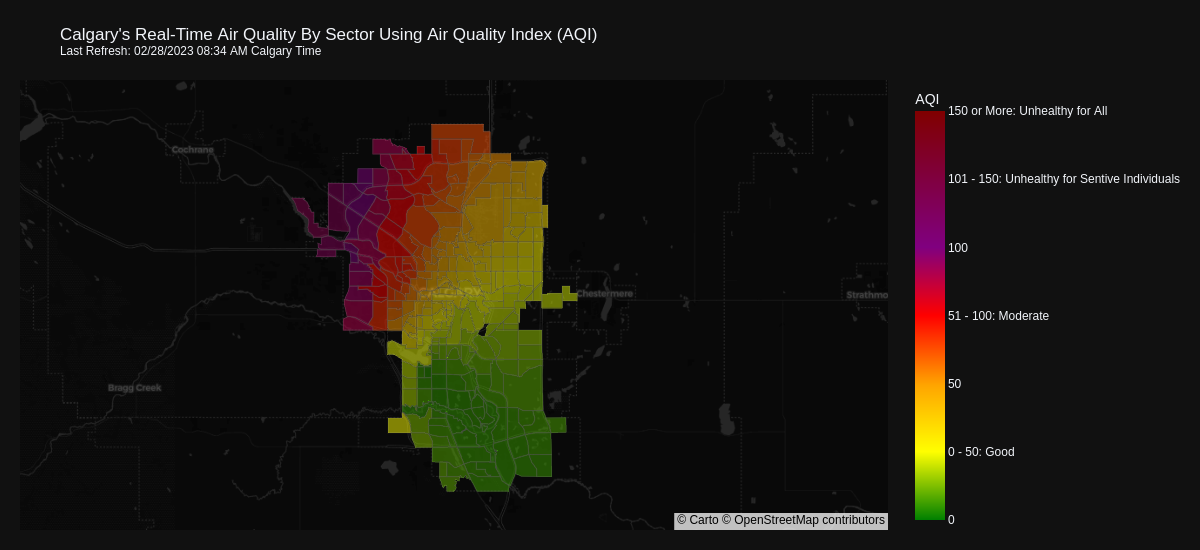 Calgary's Real-Time Air Quality By Sector Using Air Quality Index (AQI)
Last Refresh: 02/28/2023 08:34 AM Calgary Time
AQI
150 or More: Unhealthy for All
101 - 150: Unhealthy for Sentive Individuals
100
51 - 100: Moderate
50
0 - 50: Good
0
Cochrane
Chestermere
Strathmo
Bragg Creek
© Carto © OpenStreetMap contributors